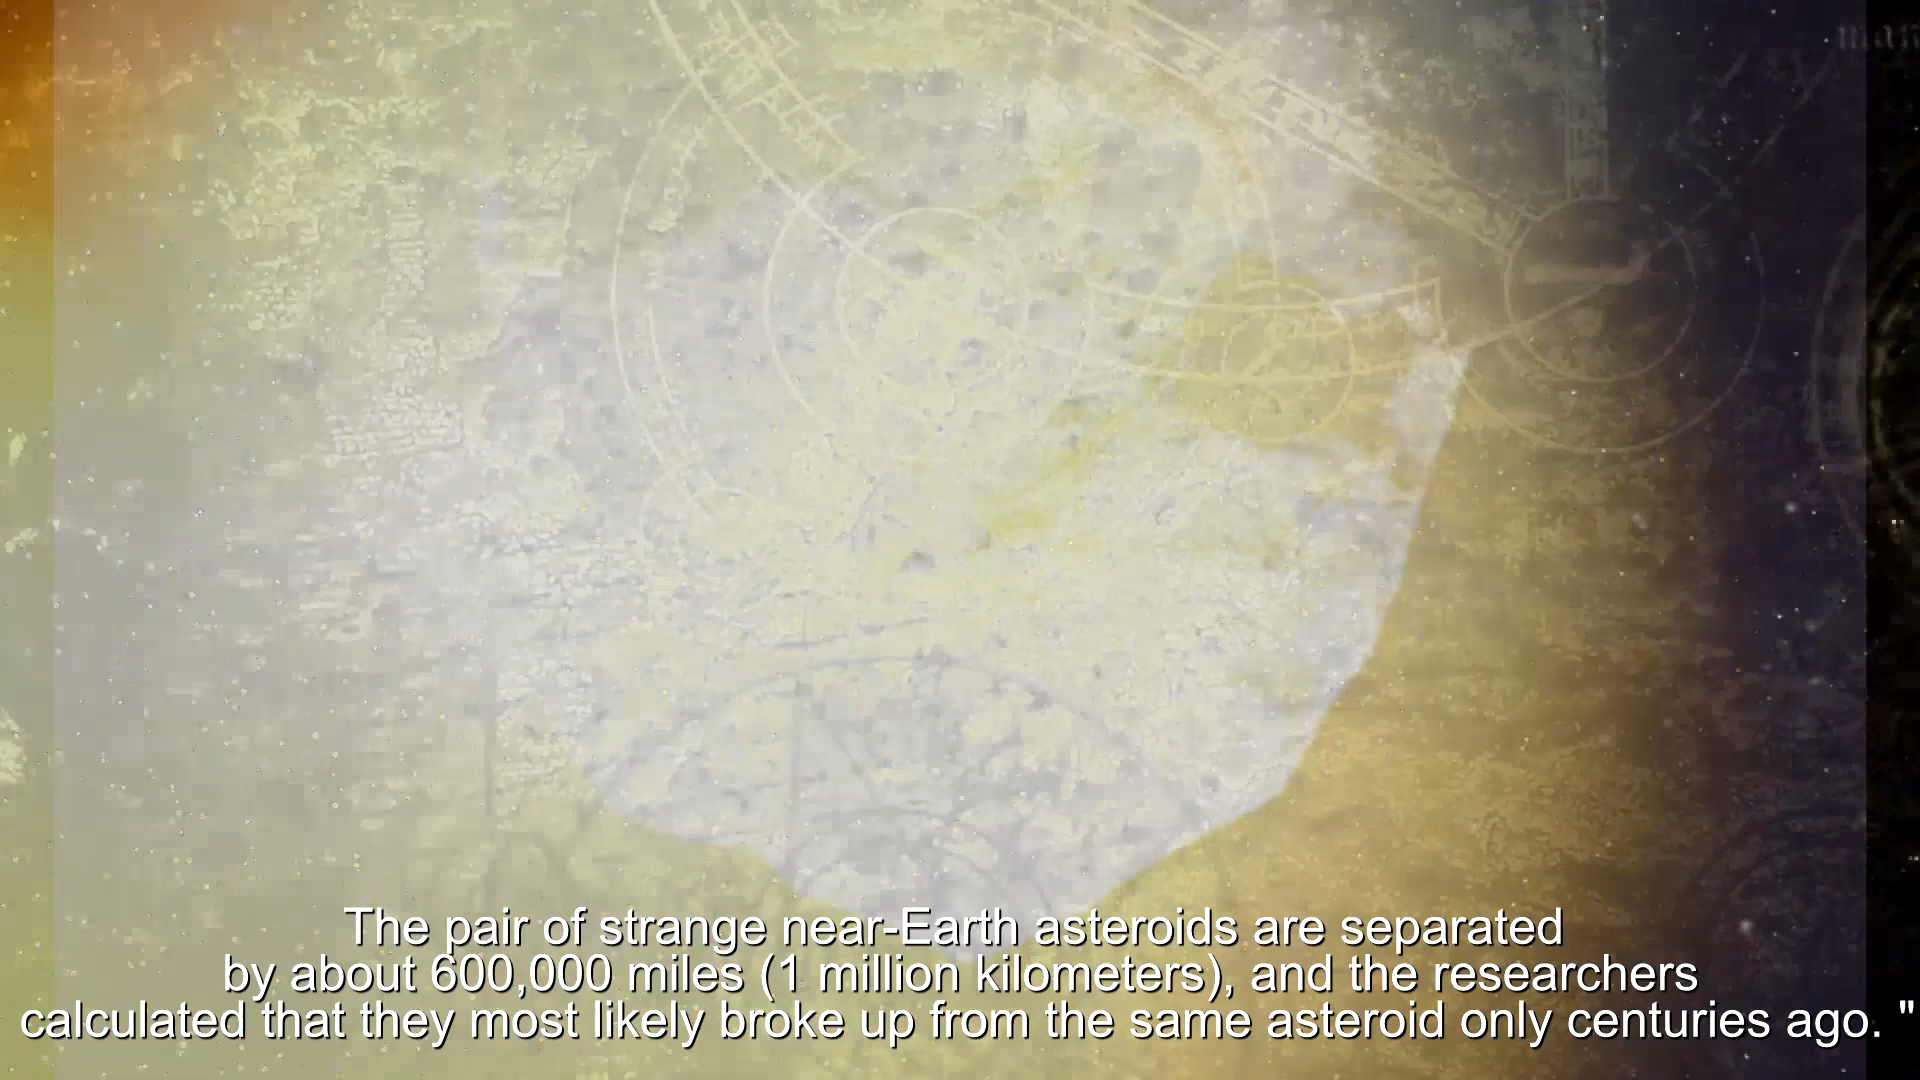 The pair of strange near-Earth asteroids are separated
by about 600,000 miles (1 million kilometers), and the researchers
calculated that they most likely broke up from the same asteroid only centuries ago. "